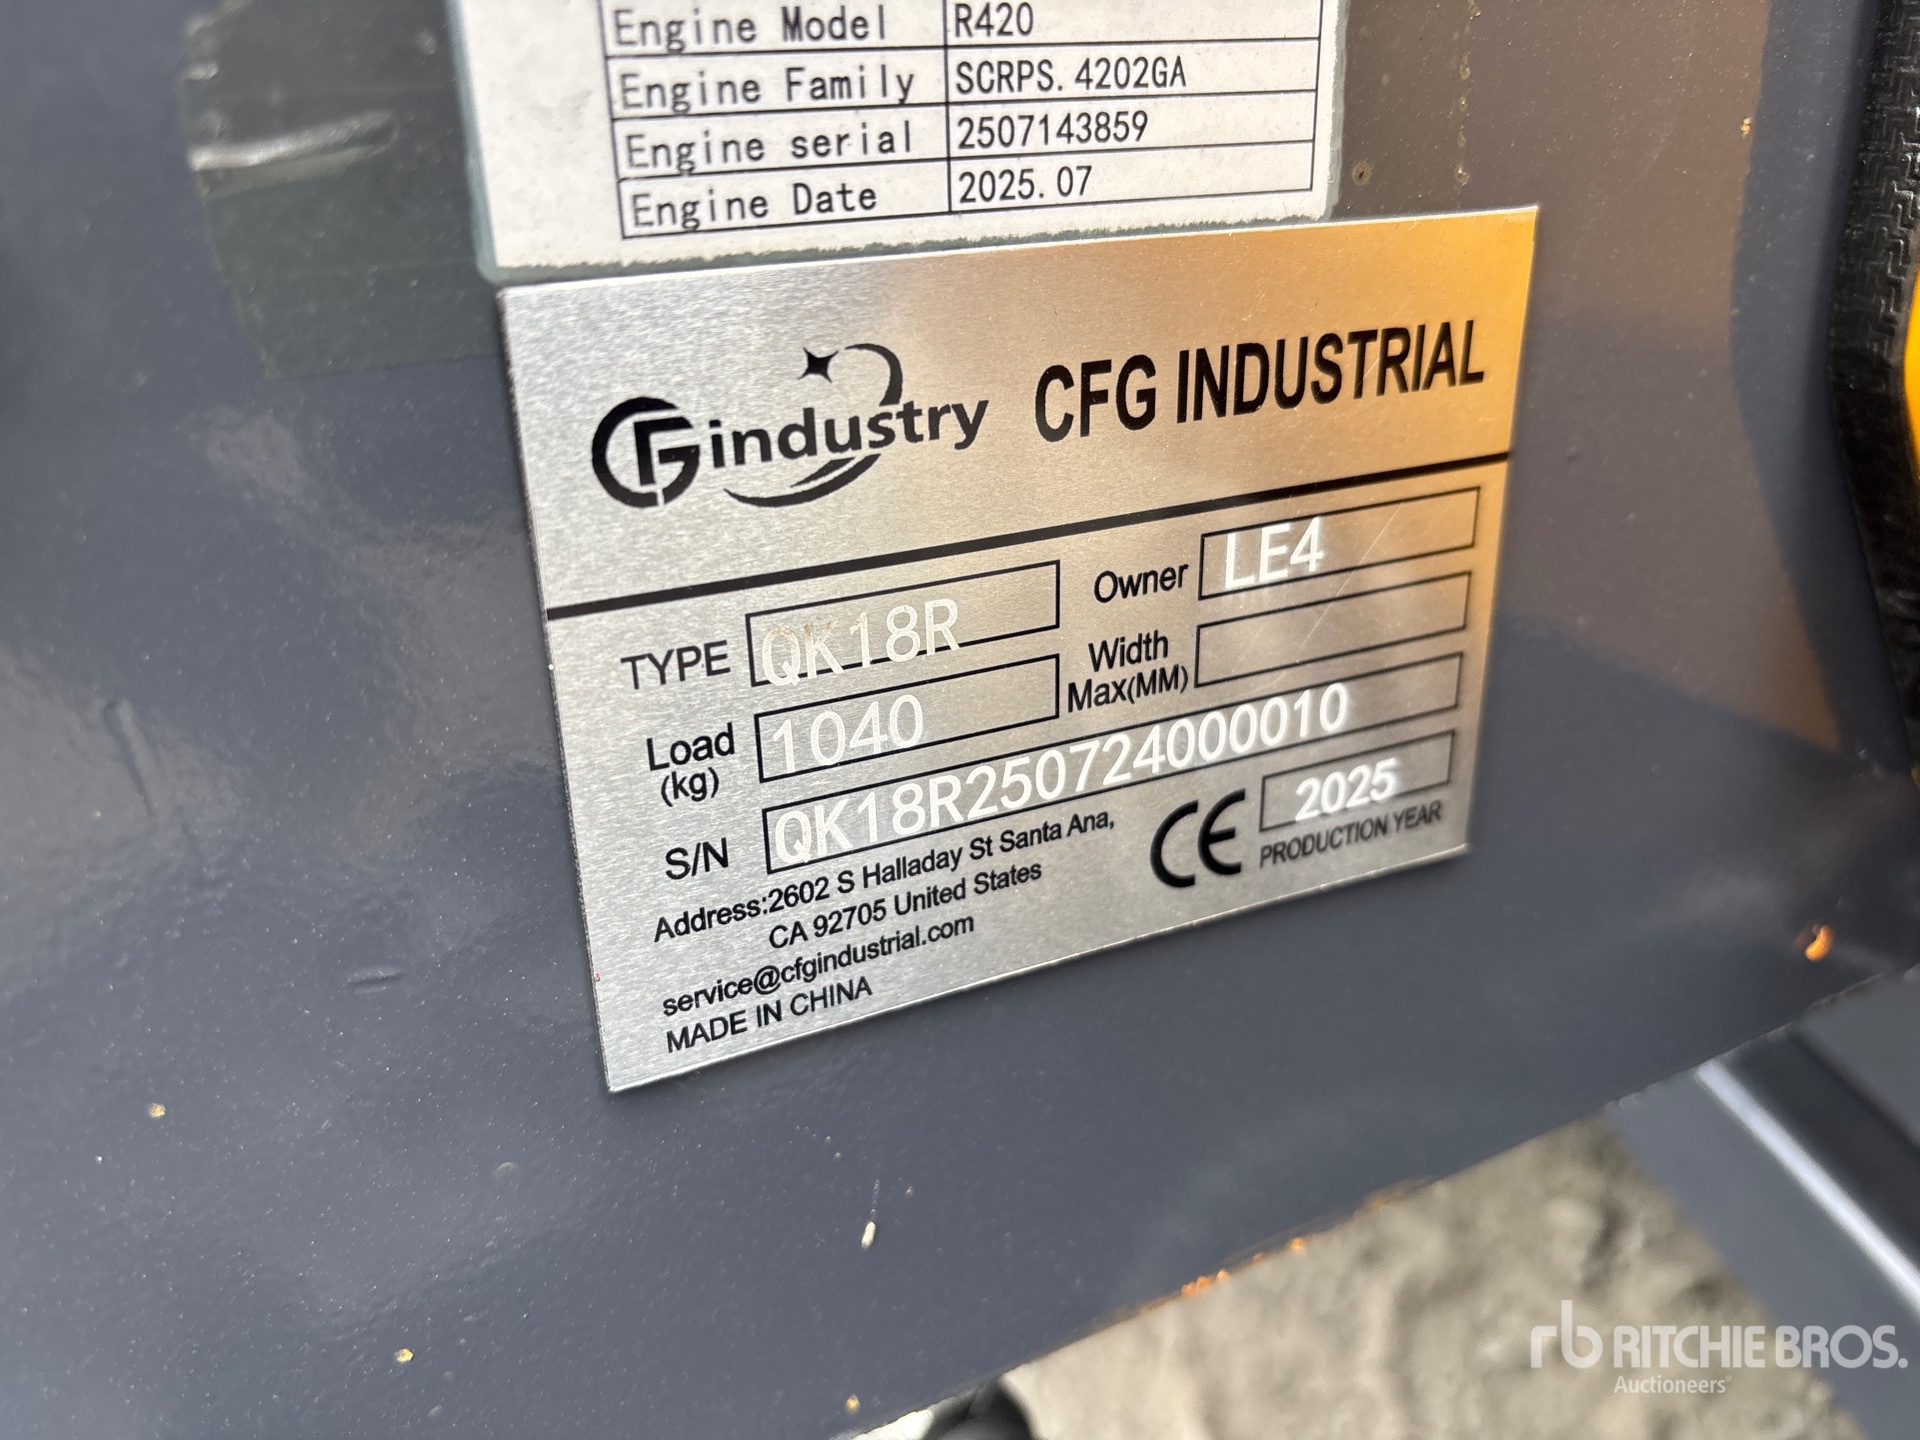 Engine Model R420
Engine Family SCRPS. 4202GA
Engine serial 2507143859
Engine Date 2025. 07
CFG industry CFG INDUSTRIAL
TYPE QK18R Owner LE4
Load (kg) 1040 Width Max(MM)
S/N QK18R250724000010
Address:2602 S Halladay St Santa Ana,
CA 92705 United States
service@cfgindustrial.com
MADE IN CHINA
CE 2025
PRODUCTION YEAR
rb RITCHIE BROS.
Auctioneers